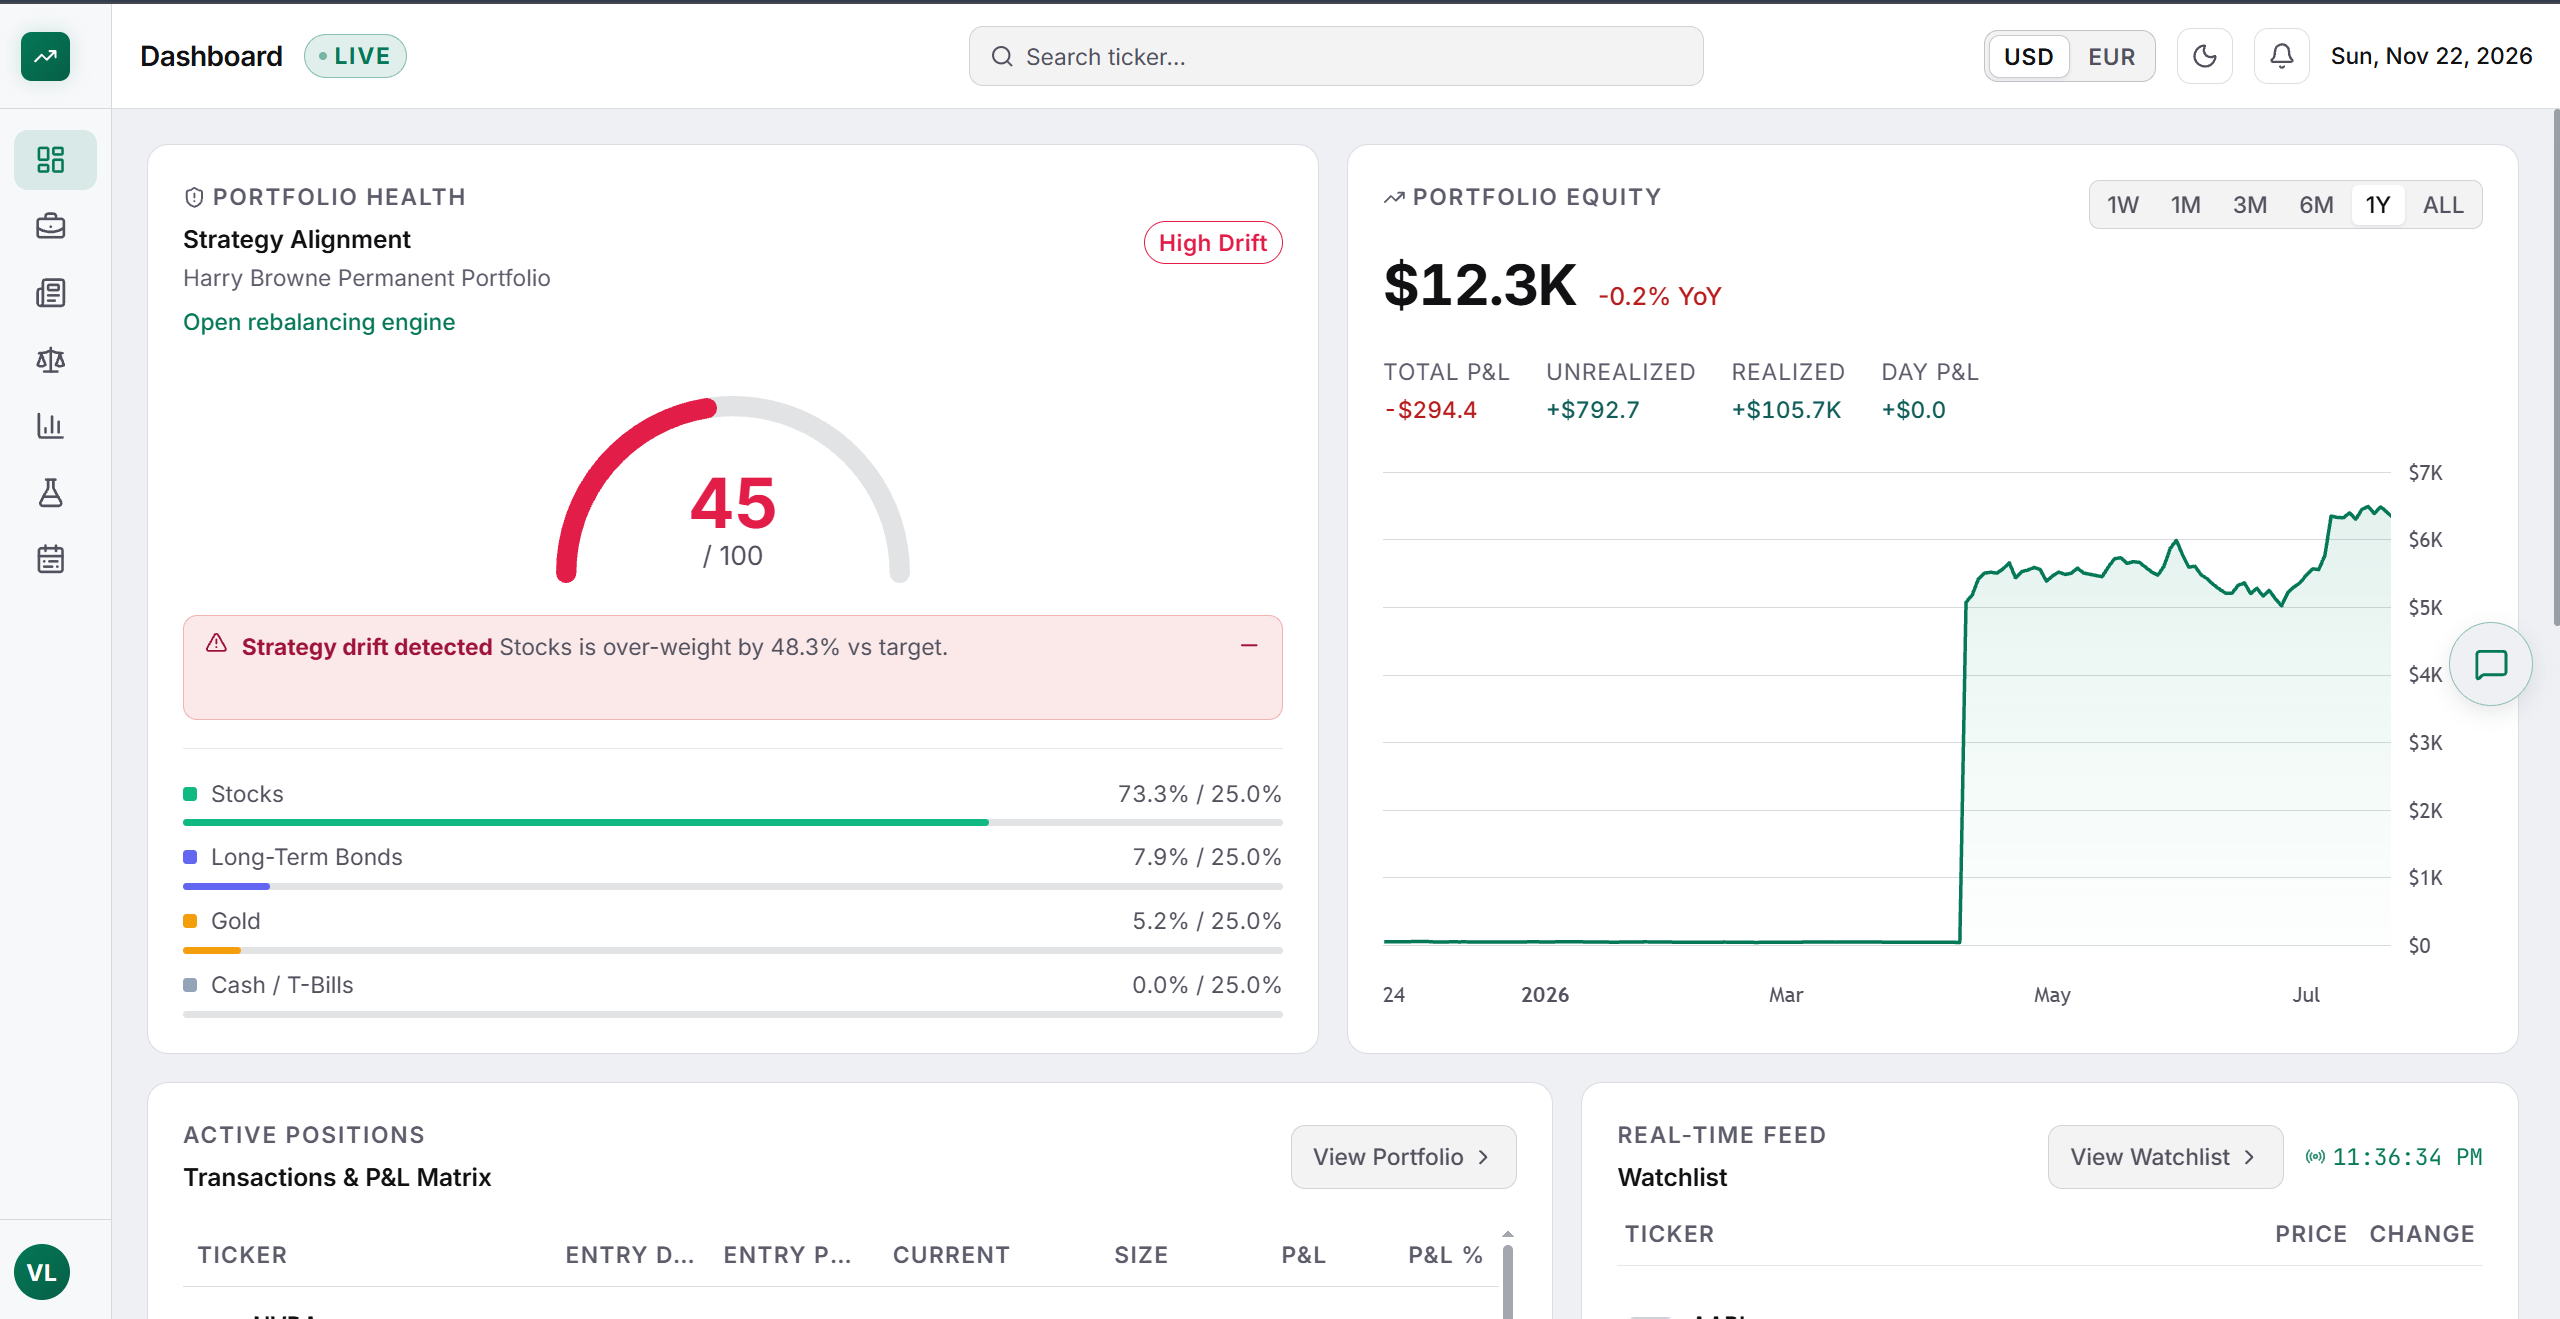 Dashboard
LIVE
Search ticker...
USD EUR
Sun, Nov 22, 2026
PORTFOLIO HEALTH
Strategy Alignment
Harry Browne Permanent Portfolio
Open rebalancing engine
High Drift
45
/ 100
Strategy drift detected Stocks is over-weight by 48.3% vs target.
Stocks 73.3% / 25.0%
Long-Term Bonds 7.9% / 25.0%
Gold 5.2% / 25.0%
Cash / T-Bills 0.0% / 25.0%
PORTFOLIO EQUITY
1W 1M 3M 6M 1Y ALL
$12.3K -0.2% YoY
TOTAL P&L UNREALIZED REALIZED DAY P&L
-$294.4 +$792.7 +$105.7K +$0.0
$7K
$6K
$5K
$4K
$3K
$2K
$1K
$0
24 2026 Mar May Jul
ACTIVE POSITIONS
Transactions & P&L Matrix
View Portfolio
TICKER ENTRY D... ENTRY P... CURRENT SIZE P&L P&L %
REAL-TIME FEED
Watchlist
View Watchlist
11:36:34 PM
TICKER PRICE CHANGE
VL